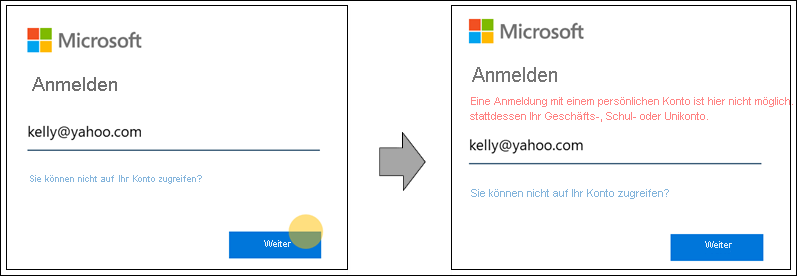 Microsoft
Anmelden
kelly@yahoo.com
Sie können nicht auf Ihr Konto zugreifen?
Weiter
Microsoft
Anmelden
Eine Anmeldung mit einem persönlichen Konto ist hier nicht möglich.
stattdessen Ihr Geschäfts-, Schul- oder Unikonto.
kelly@yahoo.com
Sie können nicht auf Ihr Konto zugreifen?
Weiter